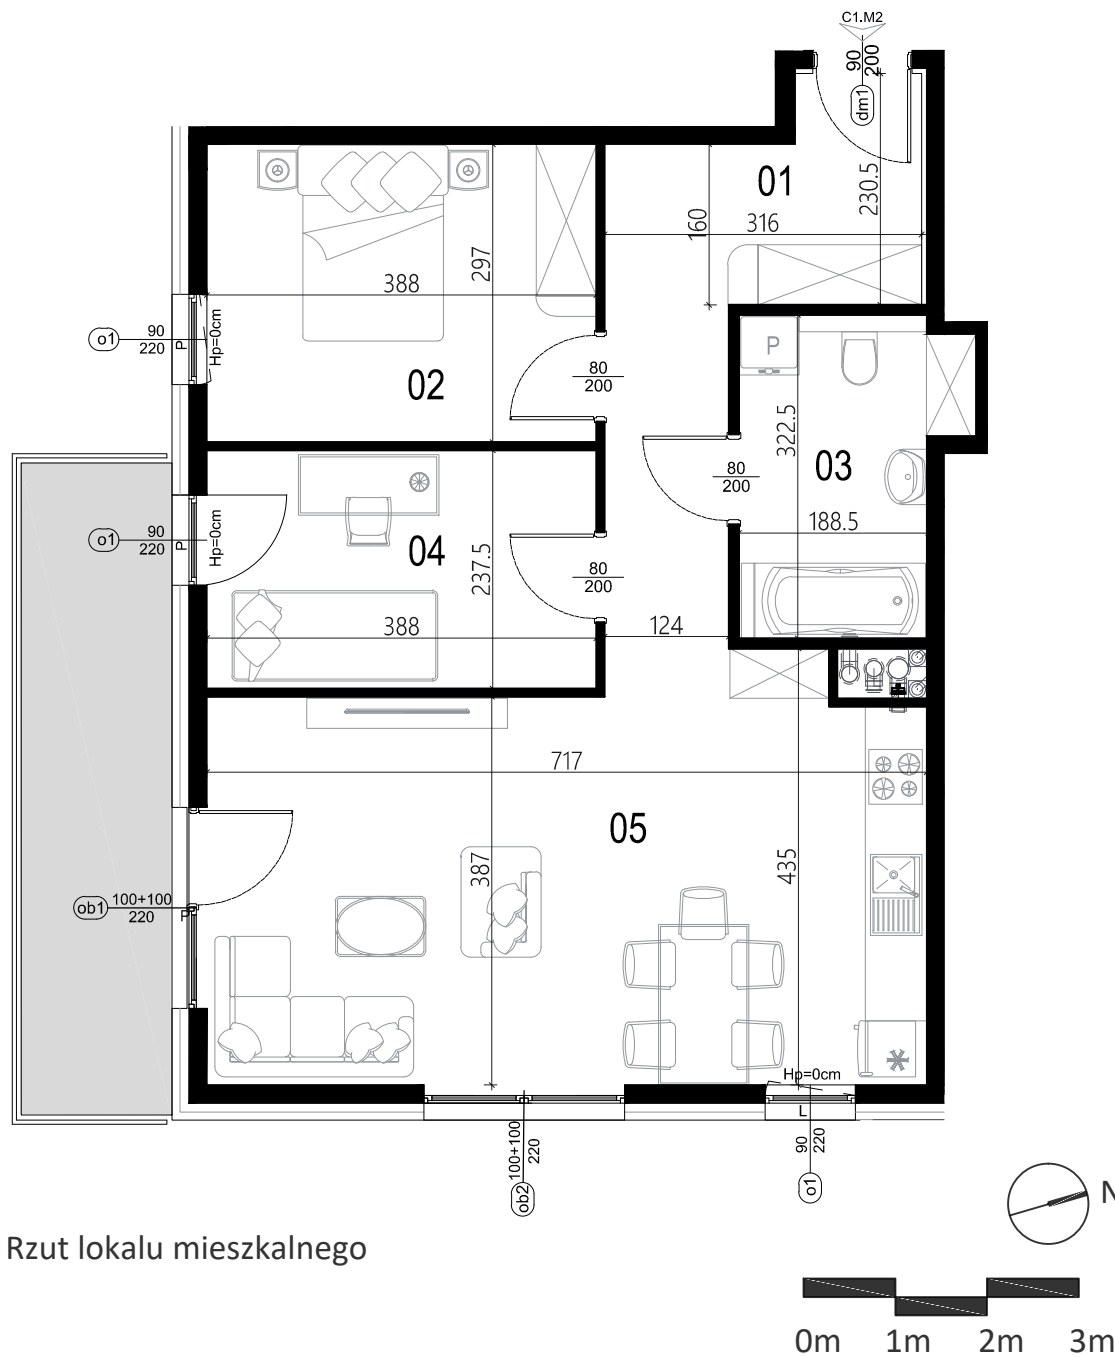 C1.M2
90
200
dm1
01
230.5
160
316
297
388
90
220
o1
P
Hp=0cm
80
200
02
P
322.5
03
80
200
188.5
90
220
o1
P
Hp=0cm
04
237.5
80
200
388
124
717
05
387
435
ob1
100+100
220
P
Hp=0cm
L
100+100
220
ob2
90
220
o1
N
Rzut lokalu mieszkalnego
0m 1m 2m 3m